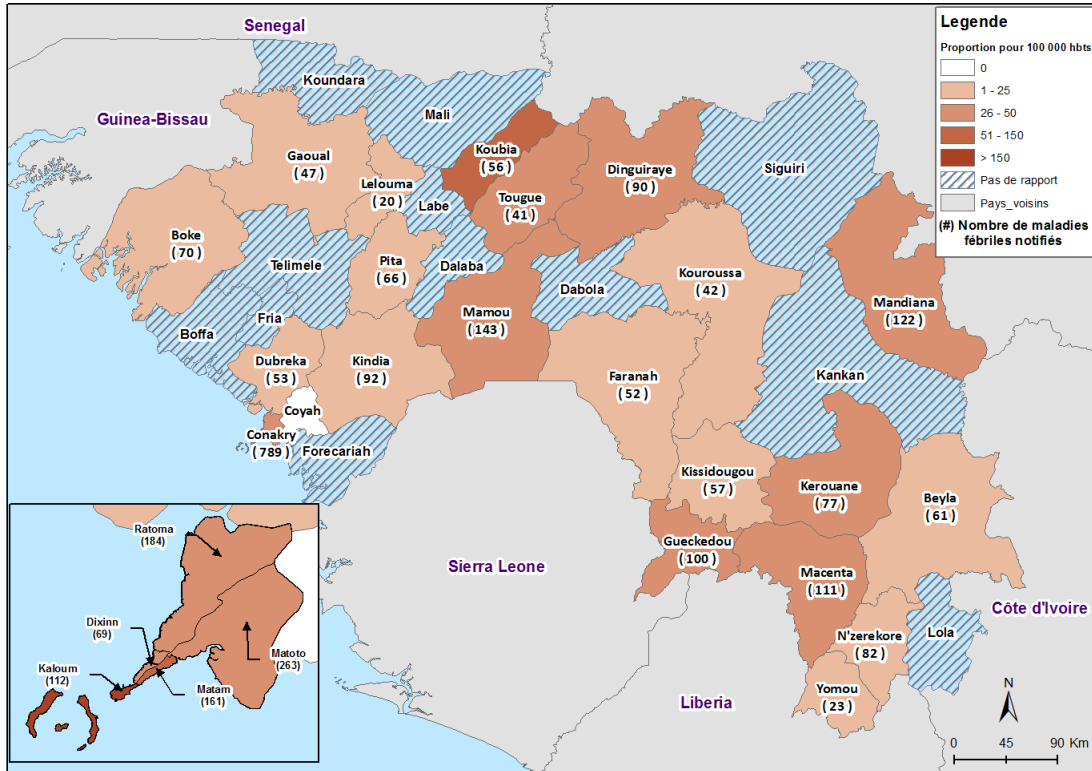 Senegal
Guinea-Bissau
Koundara
Mali
Koubia
(56)
Gaoual
(47)
Lelouma
(20)
Labe
Tougue
(41)
Dinguiraye
(90)
Siguiri
Boke
(70)
Telimele
Pita
(66)
Dalaba
Dabola
Kouroussa
(42)
Mandiana
(122)
Boffa
Fria
Mamou
(143)
Dubreka
(53)
Kindia
(92)
Faranah
(52)
Kankan
Coyah
Conakry
(789)
Forecariah
Kissidougou
(57)
Kerouane
(77)
Beyla
(61)
Gueckedou
(100)
Macenta
(111)
Sierra Leone
Côte d'Ivoire
N'zerekore
(82)
Lola
Yomou
(23)
Liberia
Legende
Proportion pour 100 000 hbts
0
1 - 25
26 - 50
51 - 150
> 150
Pas de rapport
Pays_voisins
(#) Nombre de maladies
fébriles notifiés
Ratoma
(184)
Dixinn
(69)
Kaloum
(112)
Matoto
(263)
Matam
(161)
N
0 45 90 Km